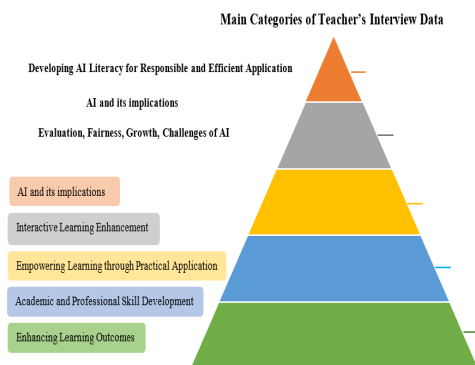 Main Categories of Teacher's Interview Data
Developing AI Literacy for Responsible and Efficient Application
AI and its implications
Evaluation, Fairness, Growth, Challenges of AI
AI and its implications
Interactive Learning Enhancement
Empowering Learning through Practical Application
Academic and Professional Skill Development
Enhancing Learning Outcomes